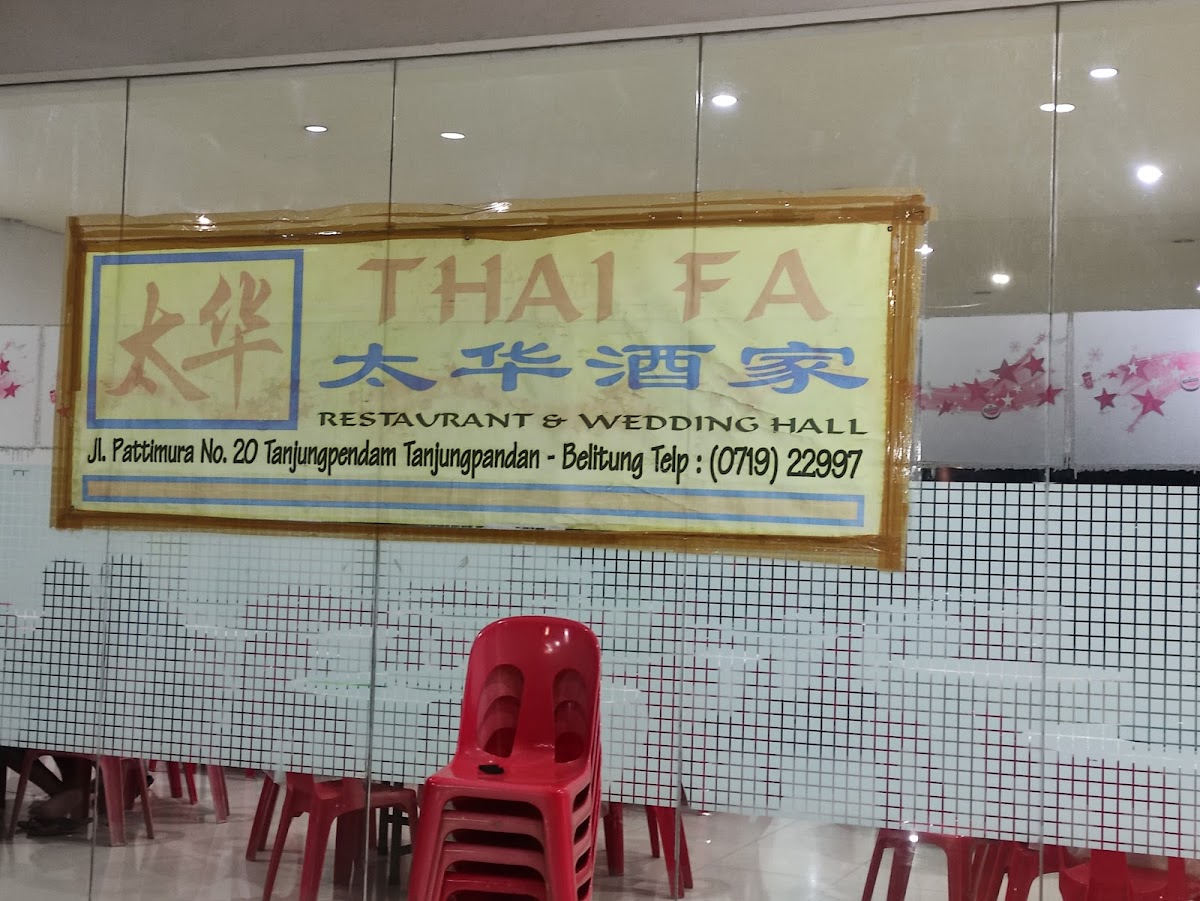 太华
THAI FA
太华酒家
RESTAURANT & WEDDING HALL
Jl. Pattimura No. 20 Tanjungpendam Tanjungpandan - Belitung Telp : (0719) 22997